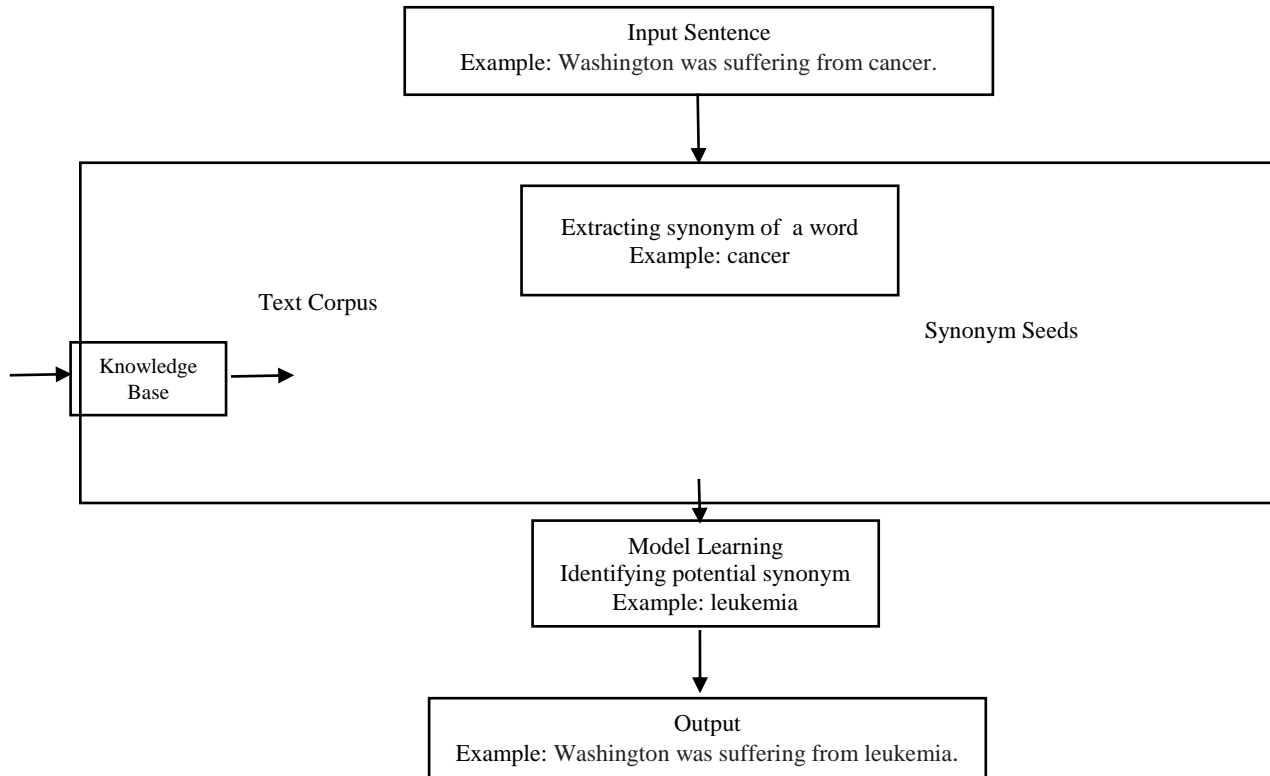 Input Sentence
Example: Washington was suffering from cancer.
Extracting synonym of a word
Example: cancer
Text Corpus
Synonym Seeds
Knowledge
Base
Model Learning
Identifying potential synonym
Example: leukemia
Output
Example: Washington was suffering from leukemia.